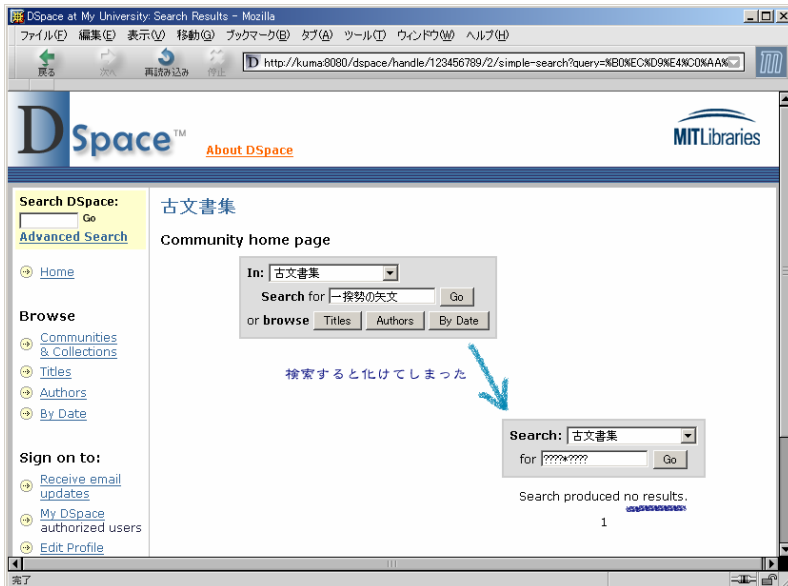 DSpace at My University: Search Results - Mozilla
ファイル(F) 編集(E) 表示(V) 移動(G) ブックマーク(B) タブ(A) ツール(T) ウィンドウ(W) ヘルプ(H)
戻る 次へ 再読み込み 停止 http://kuma:8080/dspace/handle/123456789/2/simple-search?query=%B0%EC%D9%E4%C0%AA%
DSpace™
About DSpace
MITLibraries
Search DSpace:
Go
Advanced Search
Home
Browse
Communities
& Collections
Titles
Authors
By Date
Sign on to:
Receive email
updates
My DSpace
authorized users
Edit Profile
古文書集
Community home page
In: 古文書集
Search for 一揆勢の矢文 Go
or browse Titles Authors By Date
検索すると化けてしまった
Search: 古文書集
for ????*???? Go
Search produced no results.
1
完了